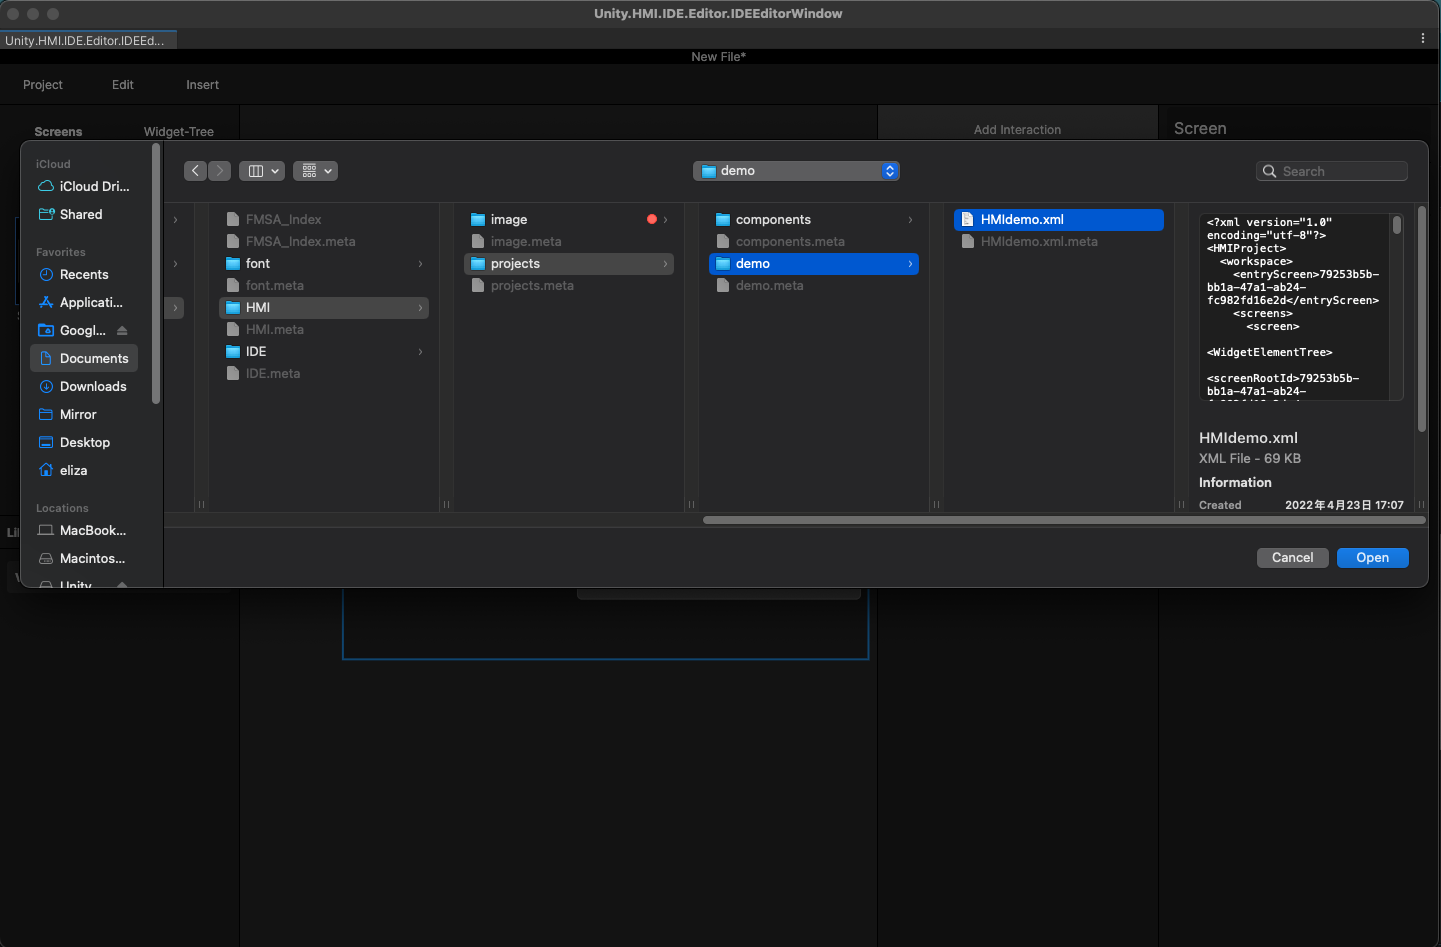 Unity.HMI.IDE.Editor.IDEEditorWindow
Unity.HMI.IDE.Editor.IDEEd...
New File*
Project
Edit
Insert
Screens
Widget-Tree
Add Interaction
Screen
iCloud
iCloud Dri...
Shared
Favorites
Recents
Applicati...
Googl...
Documents
Downloads
Mirror
Desktop
eliza
Locations
MacBook...
Macintos...
Unity
demo
Search
FMSA_Index
FMSA_Index.meta
font
font.meta
HMI
HMI.meta
IDE
IDE.meta
image
image.meta
projects
projects.meta
components
components.meta
demo
demo.meta
HMIdemo.xml
HMIdemo.xml.meta
<?xml version="1.0"
encoding="utf-8"?>
<HMIProject>
<workspace>
<entryScreen>79253b5b-
bb1a-47a1-ab24-
fc982fd16e2d</entryScreen>
<screens>
<screen>
<WidgetElementTree>
<screenRootId>79253b5b-
bb1a-47a1-ab24-
HMIdemo.xml
XML File - 69 KB
Information
Created
2022年4月23日 17:07
Cancel
Open